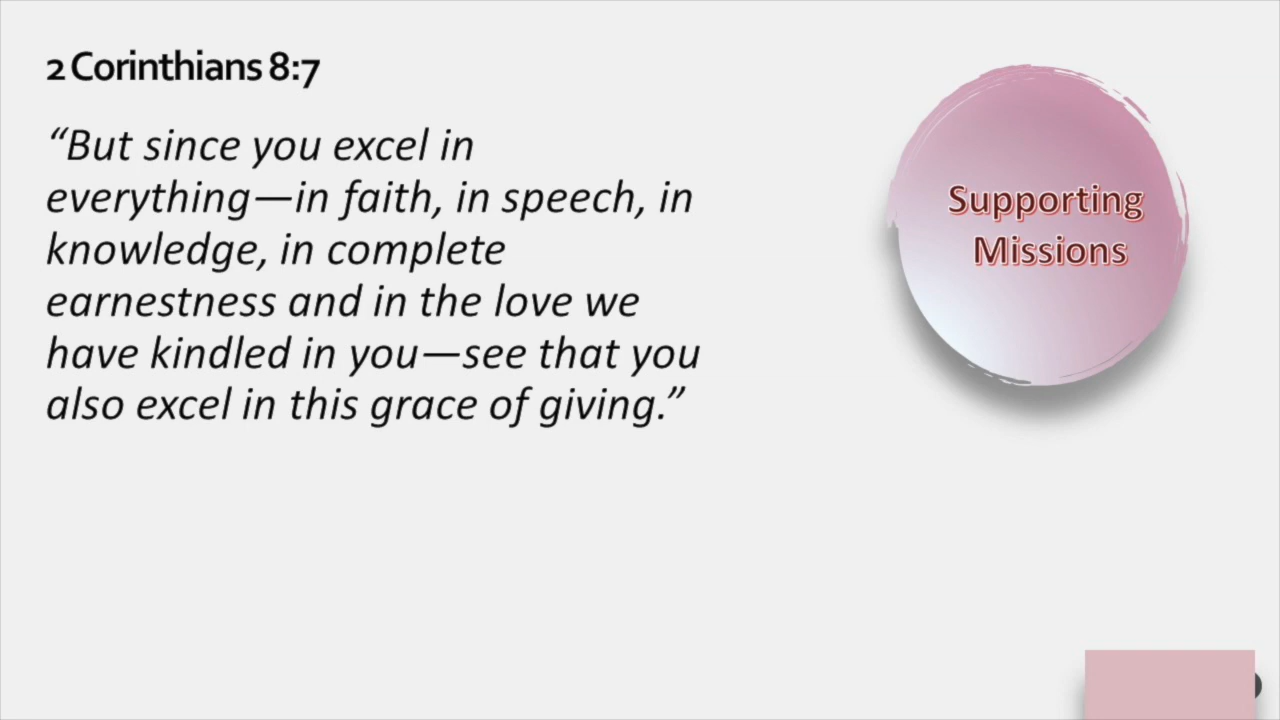 2 Corinthians 8:7
“But since you excel in
everything—in faith, in speech, in
knowledge, in complete
earnestness and in the love we
have kindled in you—see that you
also excel in this grace of giving.”
Supporting
Missions